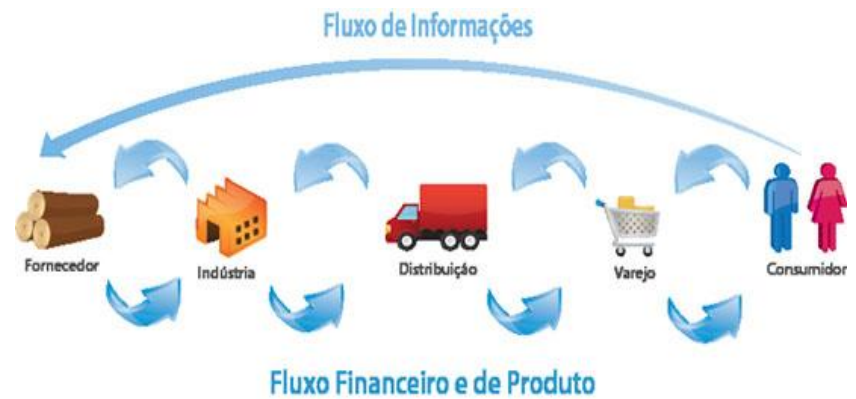 Fluxo de Informações
Fornecedor
Indústria
Distribuição
Varejo
Consumidor
Fluxo Financeiro e de Produto